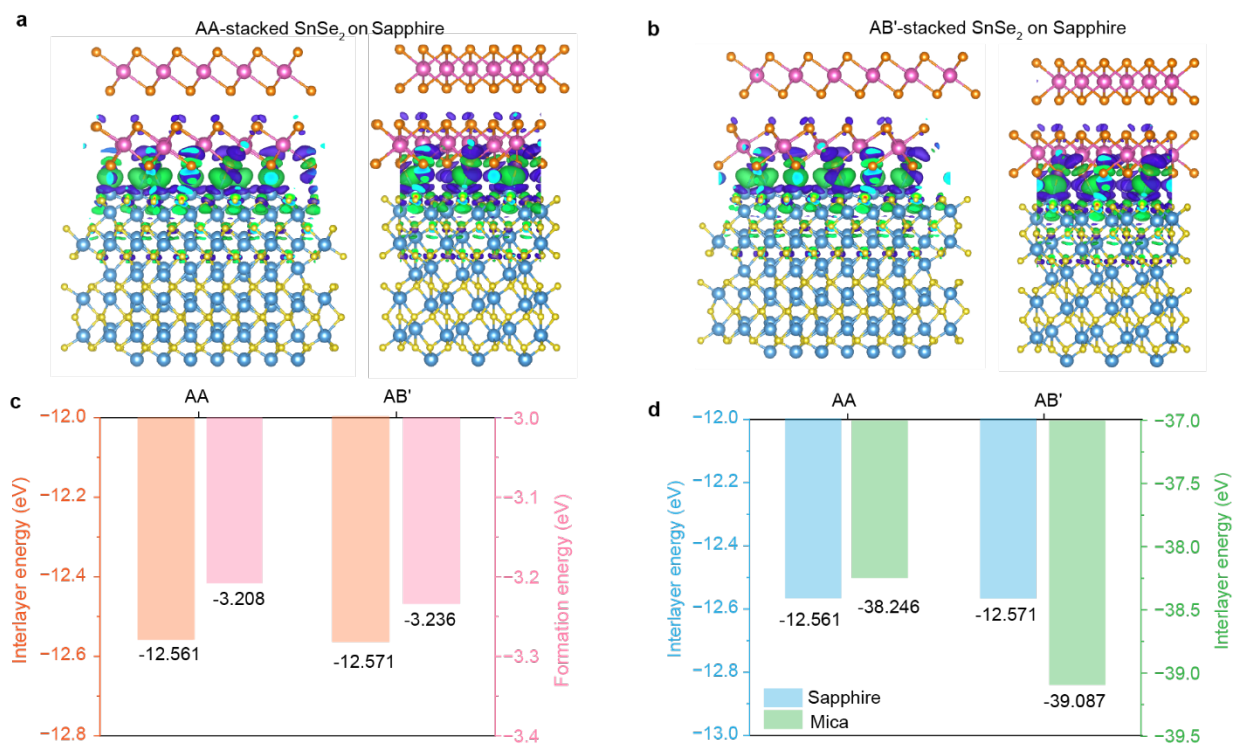 a
AA-stacked SnSe₂ on Sapphire
b
AB'-stacked SnSe₂ on Sapphire
c
AA
AB'
−12.0
−12.2
−12.4
−12.6
−12.8
Interlayer energy (eV)
-12.561
-3.208
-12.571
-3.236
−3.0
−3.1
−3.2
−3.3
−3.4
Formation energy (eV)
d
AA
AB'
−12.0
−12.2
−12.4
−12.6
−12.8
−13.0
Interlayer energy (eV)
-12.561
-38.246
-12.571
-39.087
Sapphire
Mica
−37.0
−37.5
−38.0
−38.5
−39.0
−39.5
Interlayer energy (eV)